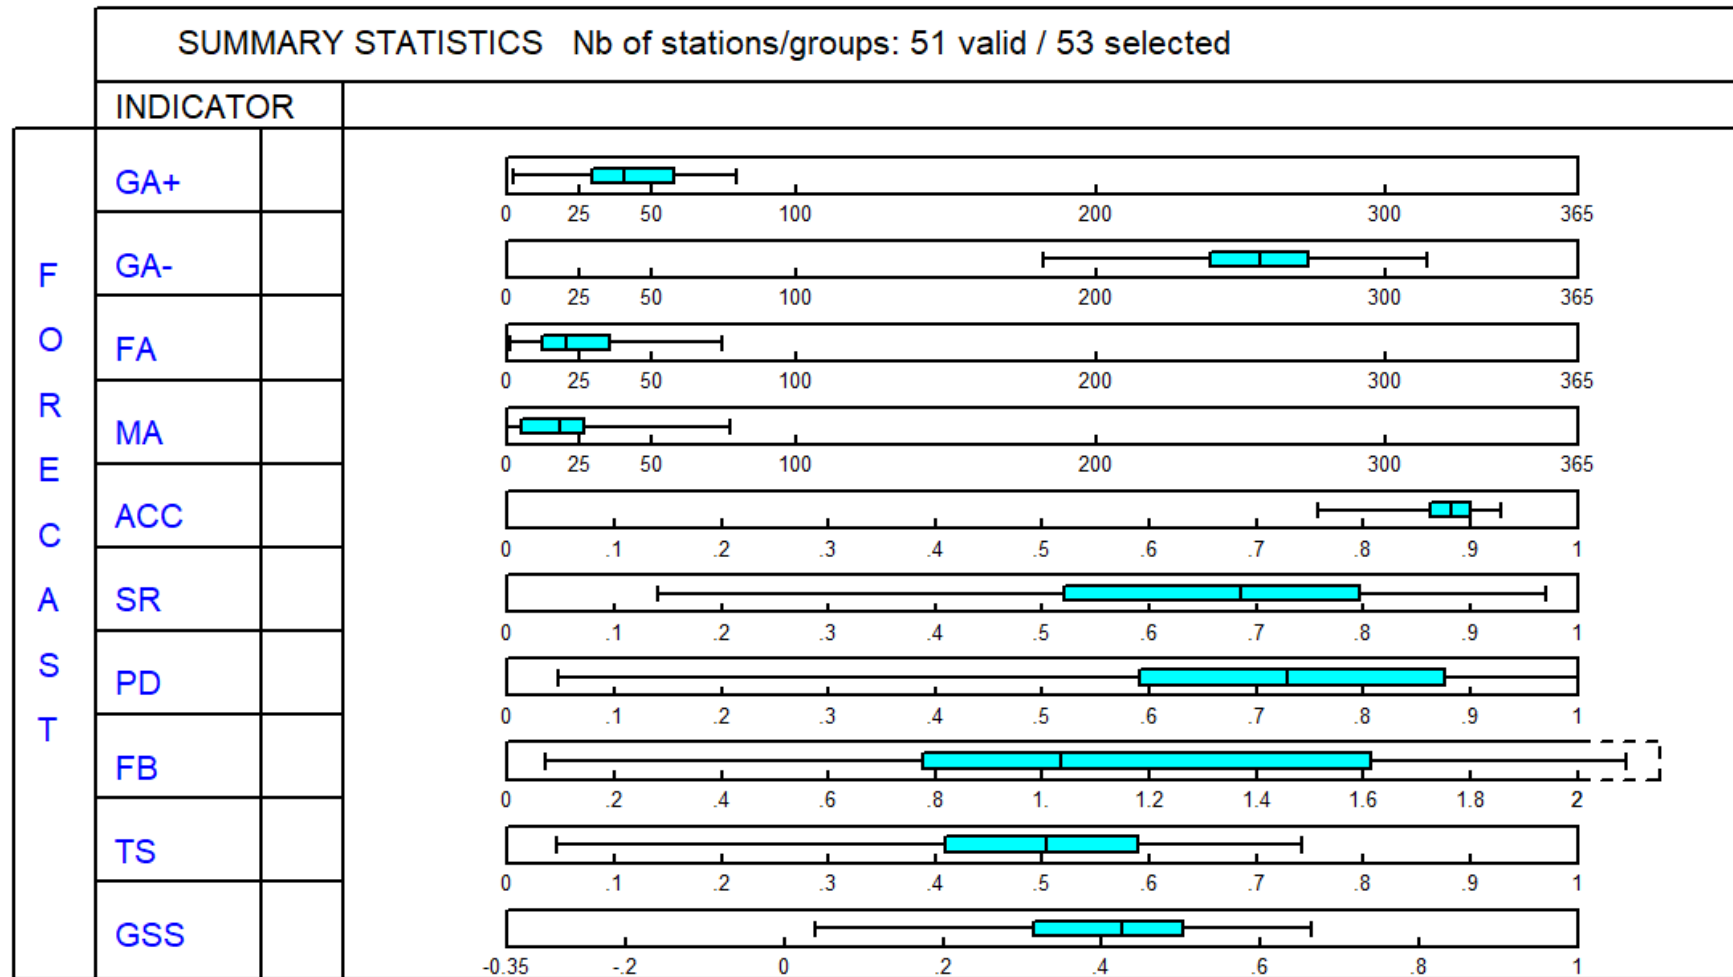 SUMMARY STATISTICS Nb of stations/groups: 51 valid / 53 selected
INDICATOR
FORECAST
GA+
0 25 50 100 200 300 365
GA-
0 25 50 100 200 300 365
FA
0 25 50 100 200 300 365
MA
0 25 50 100 200 300 365
ACC
0 .1 .2 .3 .4 .5 .6 .7 .8 .9 1
SR
0 .1 .2 .3 .4 .5 .6 .7 .8 .9 1
PD
0 .1 .2 .3 .4 .5 .6 .7 .8 .9 1
FB
0 .2 .4 .6 .8 1. 1.2 1.4 1.6 1.8 2
TS
0 .1 .2 .3 .4 .5 .6 .7 .8 .9 1
GSS
-0.35 -.2 0 .2 .4 .6 .8 1